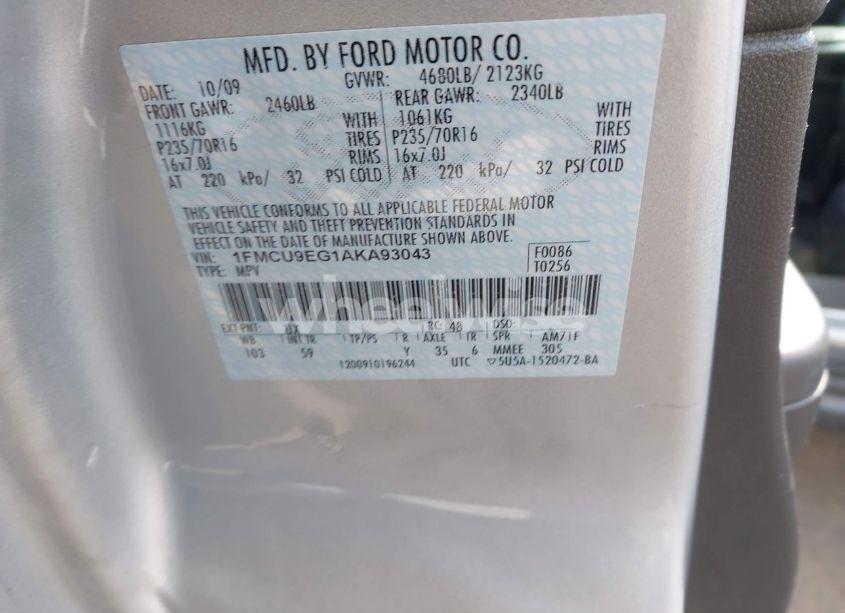 MFD. BY FORD MOTOR CO.
DATE: 10/09 GVWR: 4680LB/ 2123KG
FRONT GAWR: 2460LB REAR GAWR: 2340LB
1116KG WITH 1061KG WITH
P235/70R16 TIRES P235/70R16 TIRES
16x7.0J RIMS 16x7.0J RIMS
AT 220 kPa/ 32 PSI COLD AT 220 kPa/ 32 PSI COLD
THIS VEHICLE CONFORMS TO ALL APPLICABLE FEDERAL MOTOR
VEHICLE SAFETY AND THEFT PREVENTION STANDARDS IN
EFFECT ON THE DATE OF MANUFACTURE SHOWN ABOVE.
VIN: 1FMCU9EG1AKA93043 F0086
TYPE: MPV T0256
wheelwise
EXT PNT: UX RC: 48 DSO:
WB INT TR TP/PS R AXLE TR SPR AM/1F
103 59 Y 35 6 MMEE 305
1200910196244 UTC 5U5A-1520472-BA